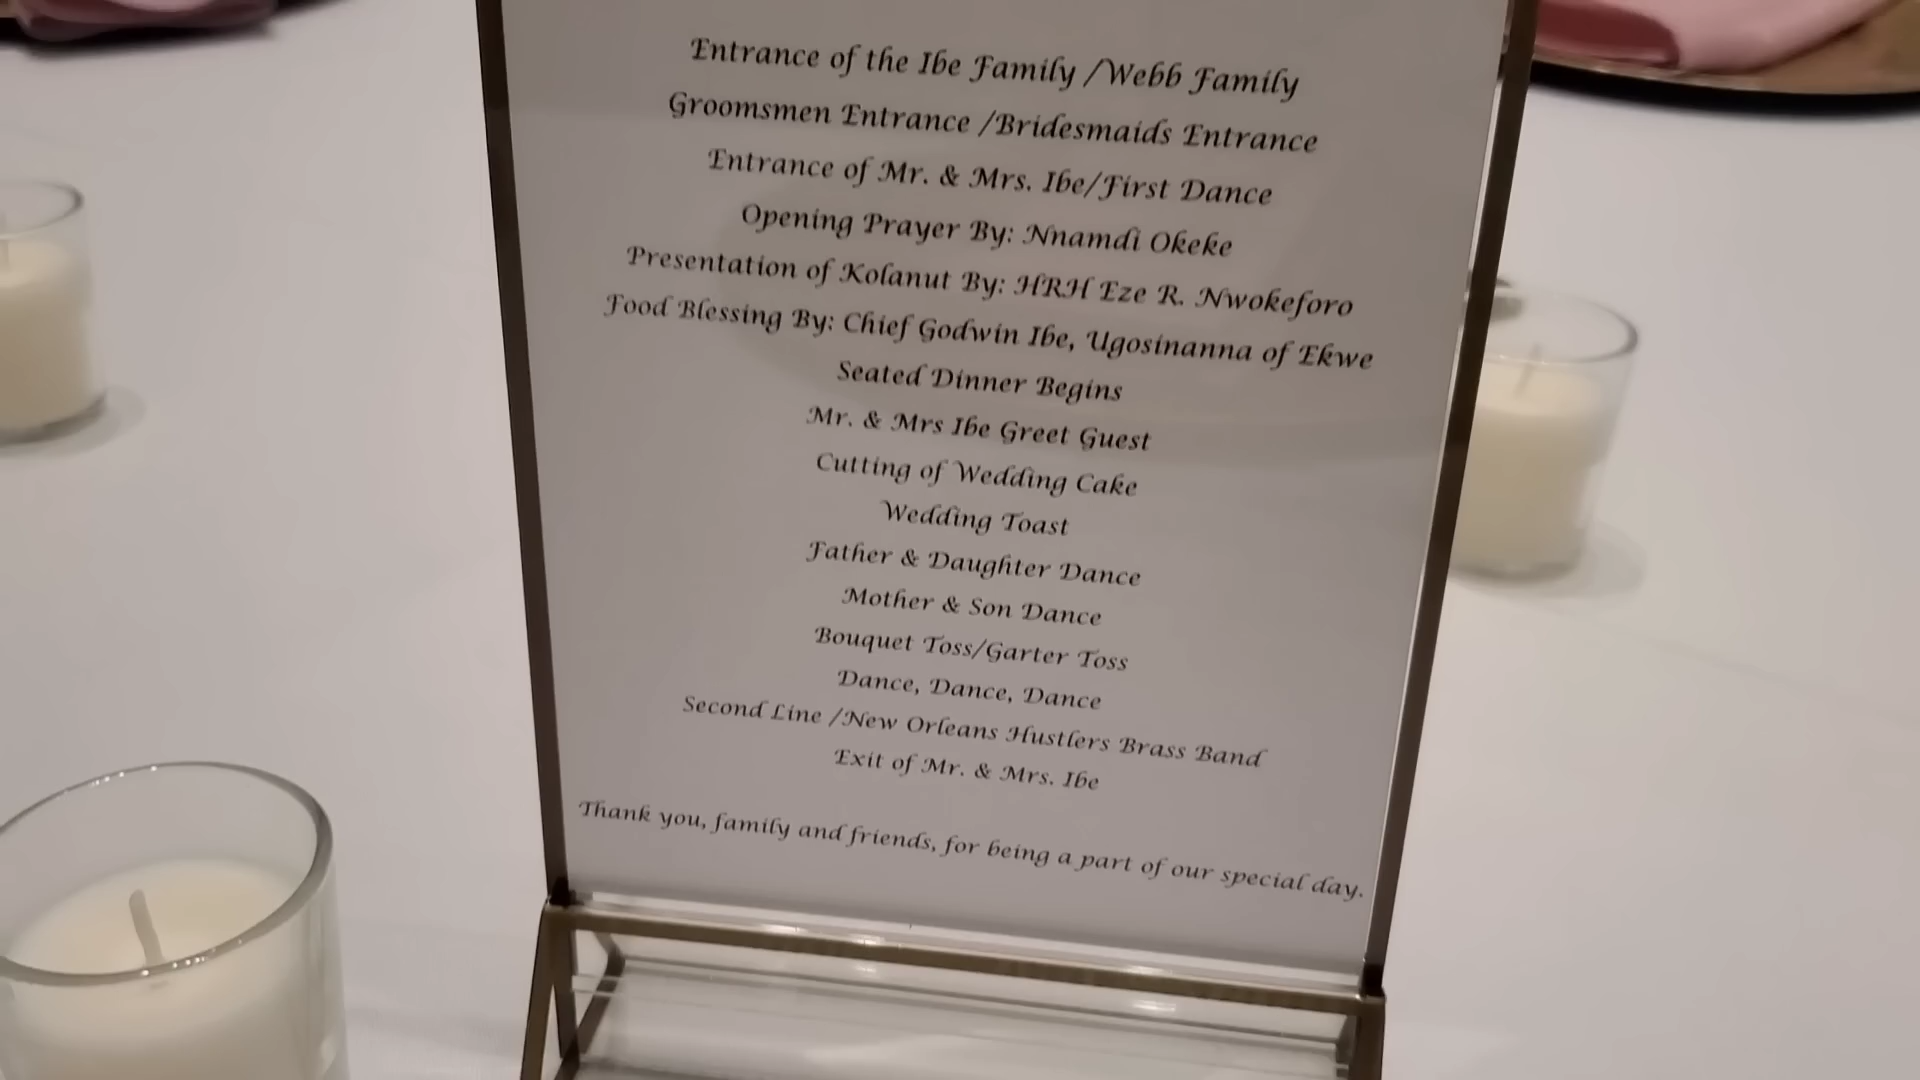 Entrance of the Ibe Family /Webb Family
Groomsmen Entrance /Bridesmaids Entrance
Entrance of Mr. & Mrs. Ibe/First Dance
Opening Prayer By: Nnamdi Okeke
Presentation of Kolanut By: HRH Eze R. Nwokeforo
Food Blessing By: Chief Godwin Ibe, Ugosinanna of Ekwe
Seated Dinner Begins
Mr. & Mrs Ibe Greet Guest
Cutting of Wedding Cake
Wedding Toast
Father & Daughter Dance
Mother & Son Dance
Bouquet Toss/Garter Toss
Dance, Dance, Dance
Second Line /New Orleans Hustlers Brass Band
Exit of Mr. & Mrs. Ibe
Thank you, family and friends, for being a part of our special day.